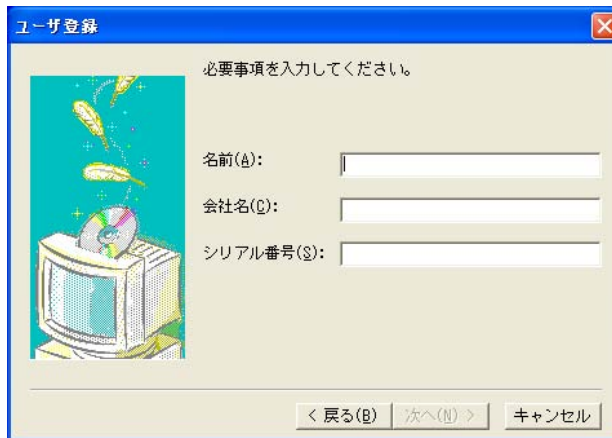 ユーザ登録
必要事項を入力してください。
名前(A):
会社名(C):
シリアル番号(S):
< 戻る(B)
次へ(N) >
キャンセル